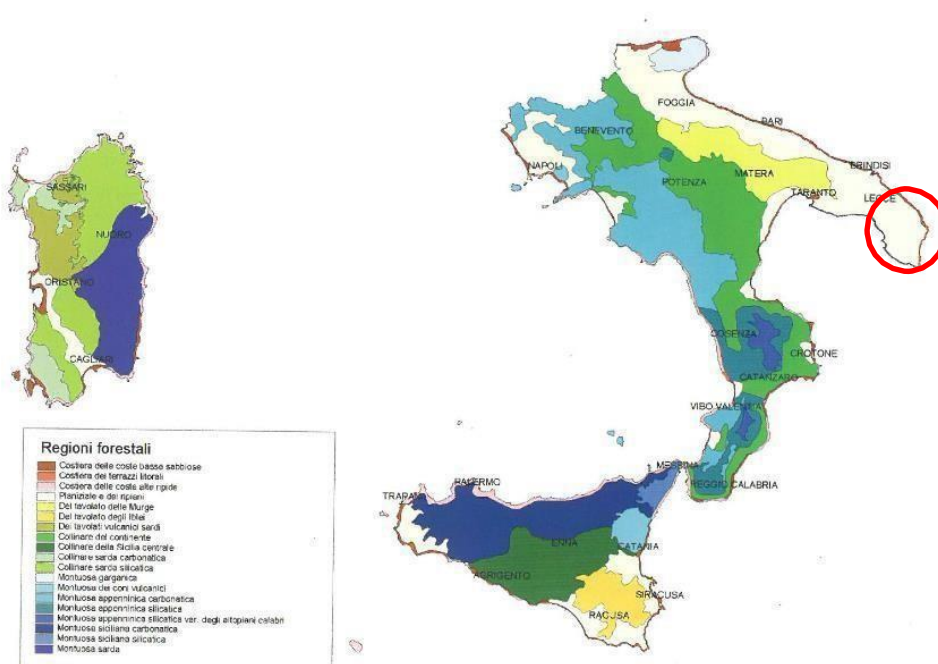 FOGGIA
BARI
BENEVENTO
NAPOLI
POTENZA
MATERA
BRINDISI
TARANTO
LECCE
SASSARI
NUORO
ORISTANO
CAGLIARI
COSENZA
CROTONE
CATANZARO
VIBO VALENTIA
MESSINA
REGGIO CALABRIA
PALERMO
TRAPANI
ENNA
CATANIA
AGRIGENTO
SIRACUSA
RAGUSA
Regioni forestali
Costiera delle coste basse sabbiose
Costiera dei terrazzi litorali
Costiera delle coste alte ripide
Planiziale e dei ripiani
Del tavolato delle Murge
Del tavolato degli Iblei
Dei tavolati vulcanici sardi
Collinare del continente
Collinare della Sicilia centrale
Collinare sarda carbonatica
Collinare sarda silicatica
Montuosa garganica
Montuosa dei coni vulcanici
Montuosa appenninica carbonatica
Montuosa appenninica silicatica
Montuosa appenninica silicatica var. degli altopiani calabri
Montuosa siciliana carbonatica
Montuosa siciliana silicatica
Montuosa sarda